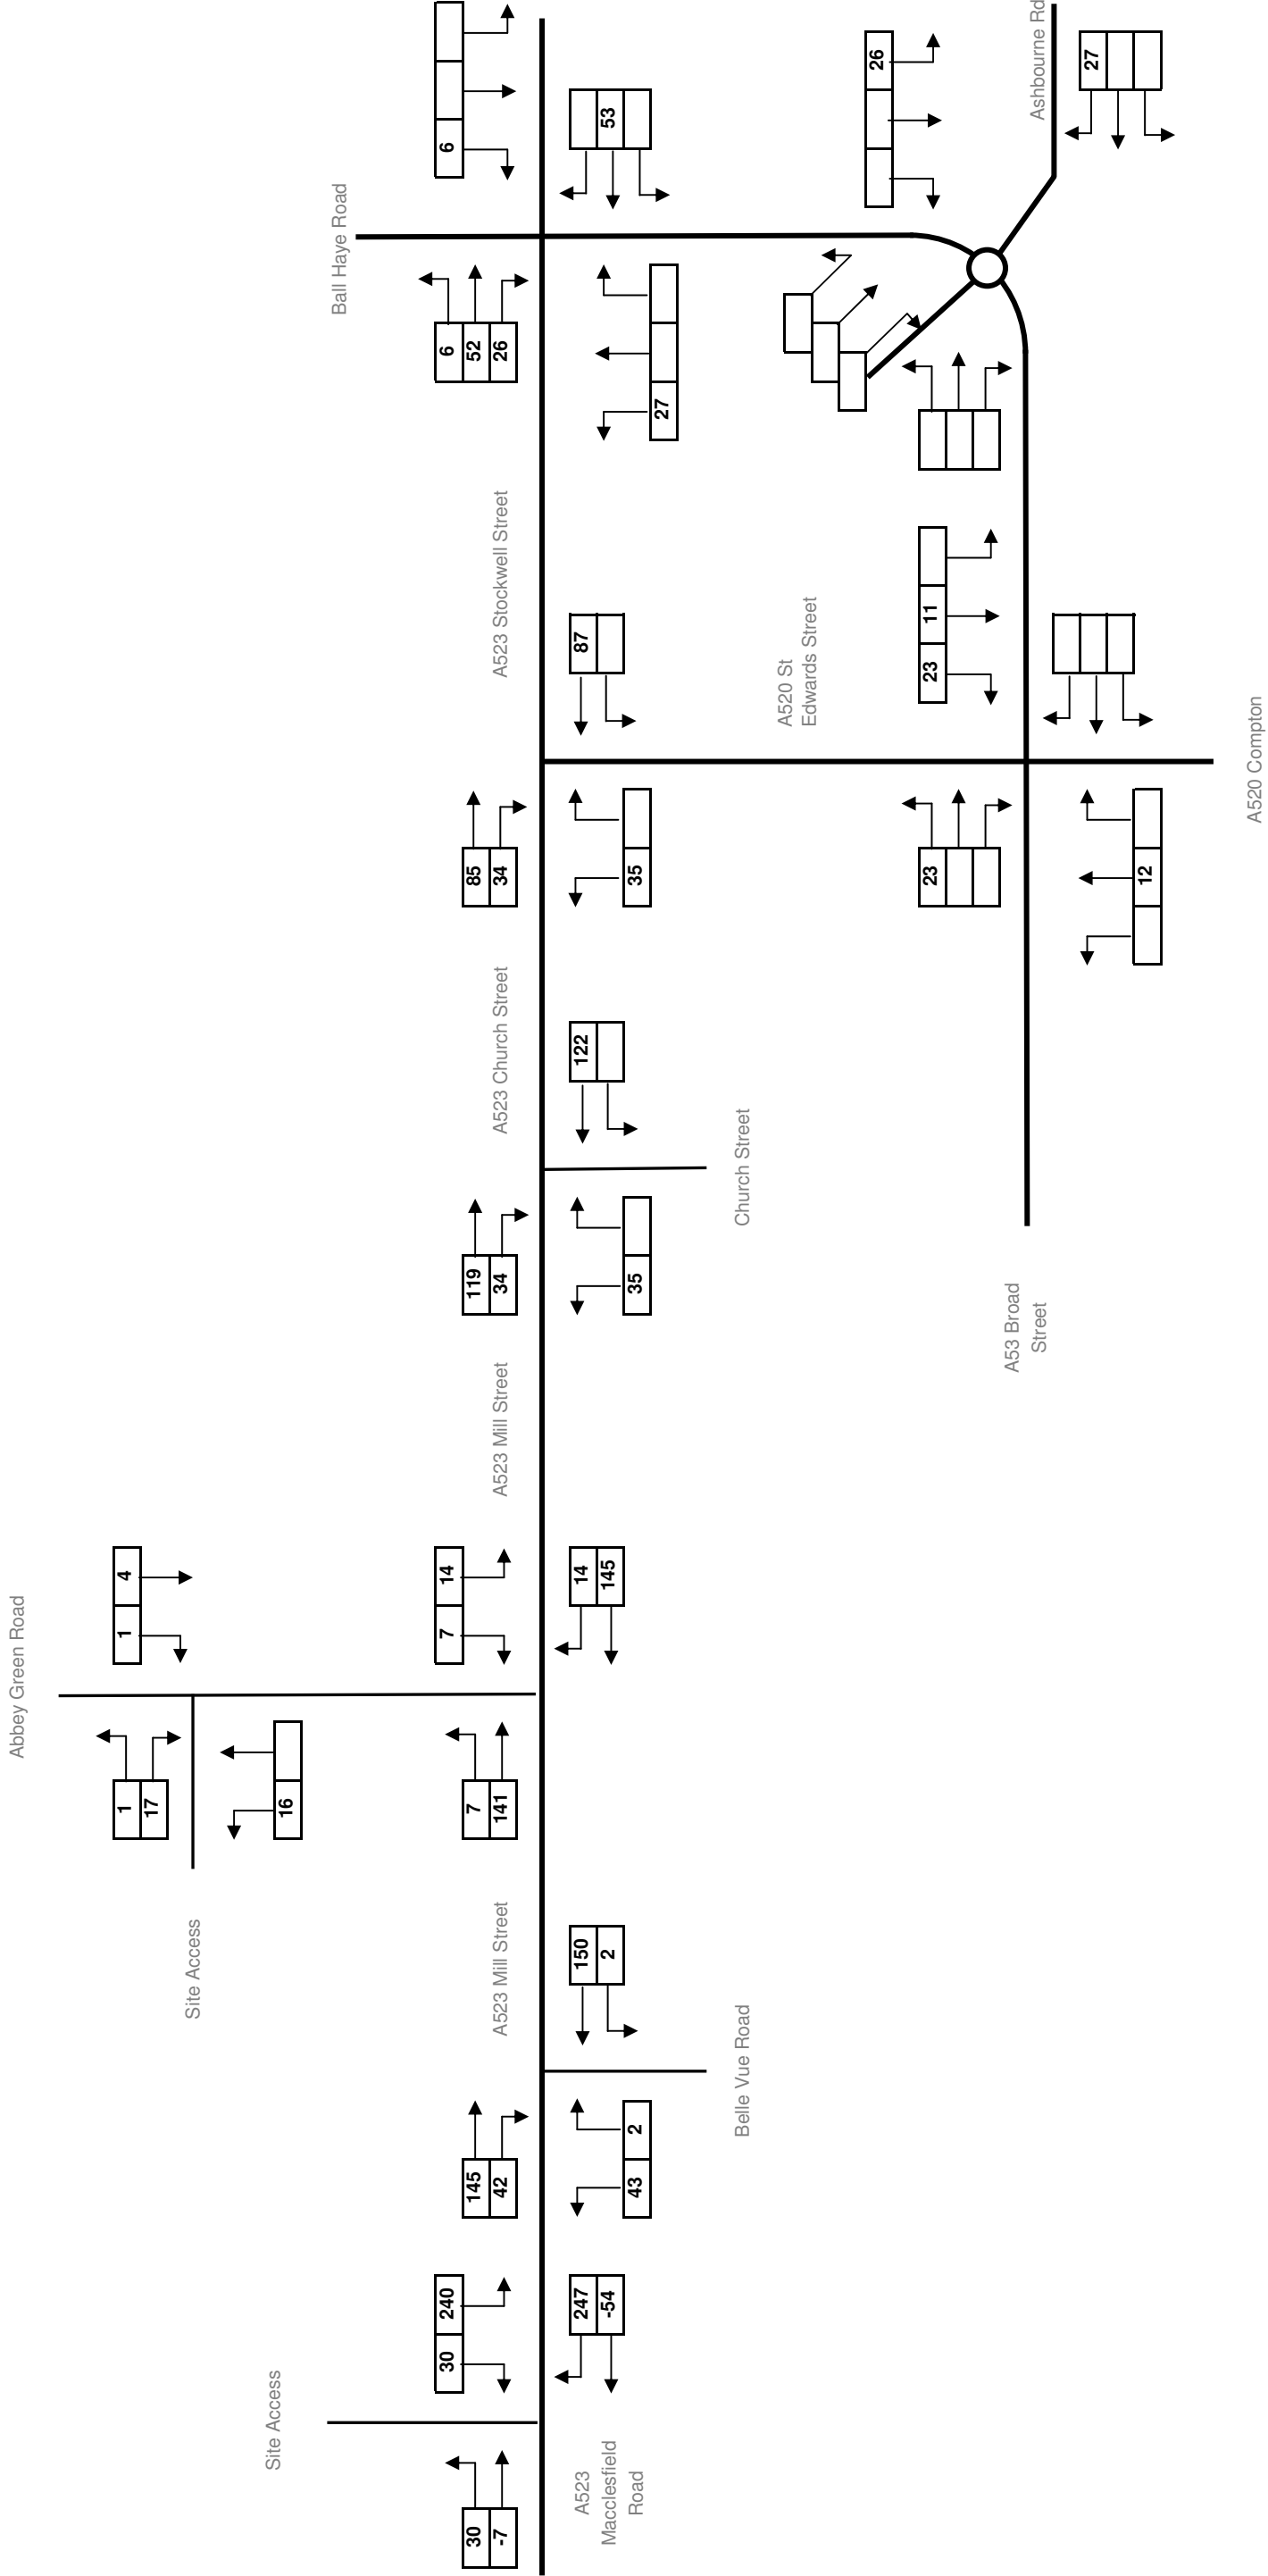 6
Ashbourne Rd
26
27
53
Ball Haye Road
6
52
26
27
A523 Stockwell Street
87
A520 St
Edwards Street
23
11
A520 Compton
85
34
35
23
12
A523 Church Street
122
Church Street
119
34
35
A53 Broad
Street
A523 Mill Street
Abbey Green Road
1
4
7
14
14
145
1
17
16
7
141
Site Access
A523 Mill Street
150
2
Belle Vue Road
145
42
43
2
30
240
247
-54
Site Access
A523
Macclesfield
Road
30
-7